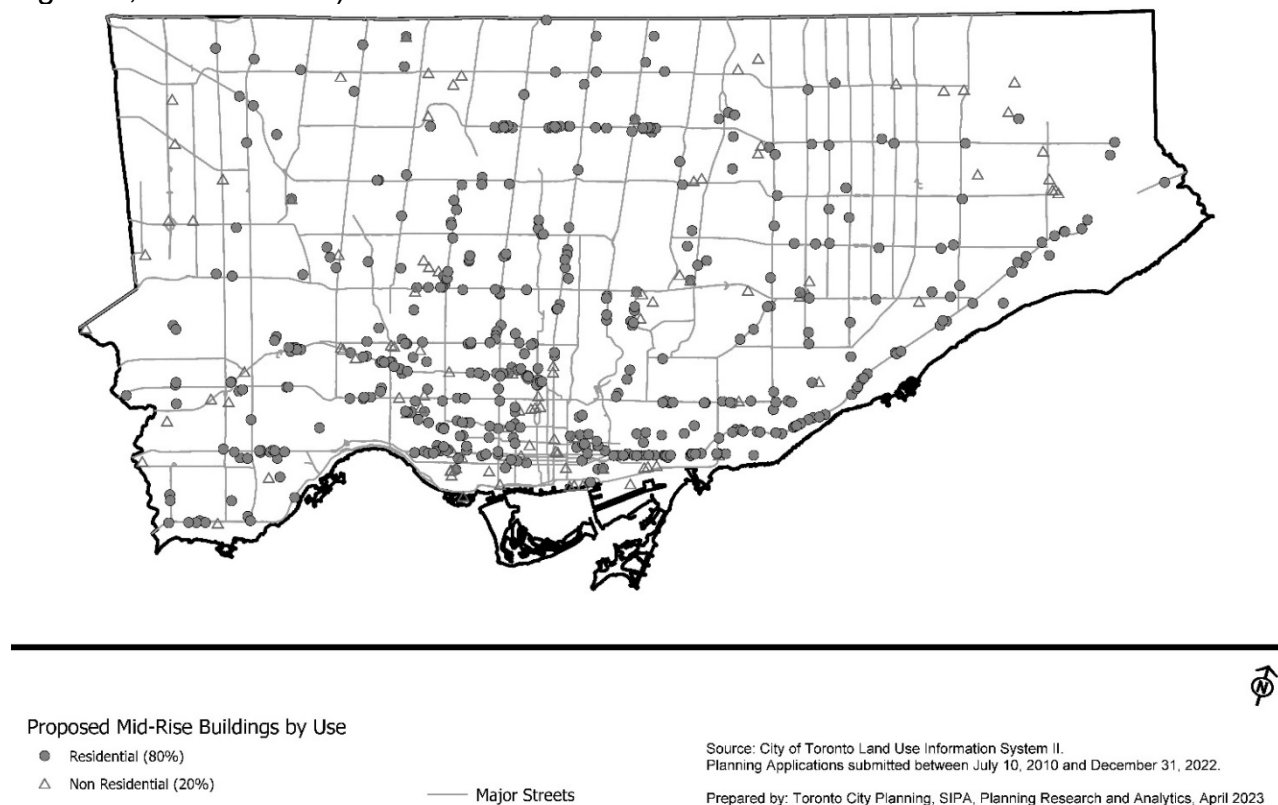 N
Proposed Mid-Rise Buildings by Use
Residential (80%)
Non Residential (20%)
Major Streets
Source: City of Toronto Land Use Information System II.
Planning Applications submitted between July 10, 2010 and December 31, 2022.
Prepared by: Toronto City Planning, SIPA, Planning Research and Analytics, April 2023